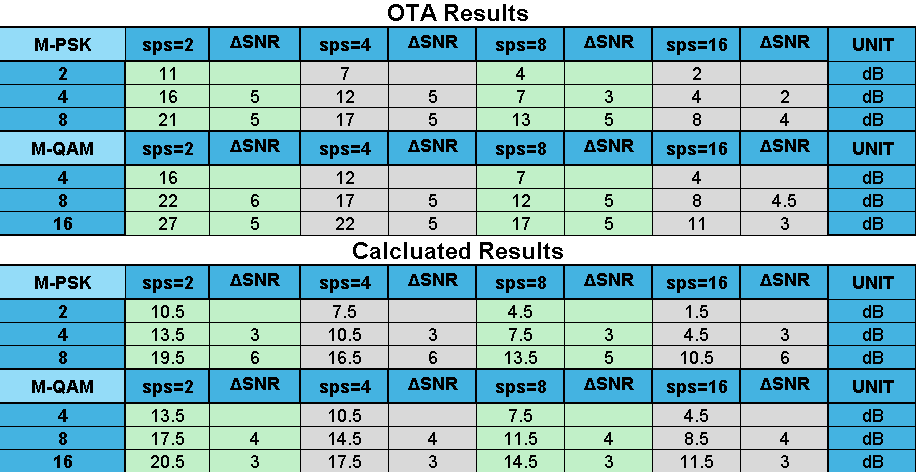 OTA Results
M-PSK sps=2 ΔSNR sps=4 ΔSNR sps=8 ΔSNR sps=16 ΔSNR UNIT
2 11 7 4 2 dB
4 16 5 12 5 7 3 4 2 dB
8 21 5 17 5 13 5 8 4 dB
M-QAM sps=2 ΔSNR sps=4 ΔSNR sps=8 ΔSNR sps=16 ΔSNR UNIT
4 16 12 7 4 dB
8 22 6 17 5 12 5 8 4.5 dB
16 27 5 22 5 17 5 11 3 dB
Calcluated Results
M-PSK sps=2 ΔSNR sps=4 ΔSNR sps=8 ΔSNR sps=16 ΔSNR UNIT
2 10.5 7.5 4.5 1.5 dB
4 13.5 3 10.5 3 7.5 3 4.5 3 dB
8 19.5 6 16.5 6 13.5 5 10.5 6 dB
M-QAM sps=2 ΔSNR sps=4 ΔSNR sps=8 ΔSNR sps=16 ΔSNR UNIT
4 13.5 10.5 7.5 4.5 dB
8 17.5 4 14.5 4 11.5 4 8.5 4 dB
16 20.5 3 17.5 3 14.5 3 11.5 3 dB